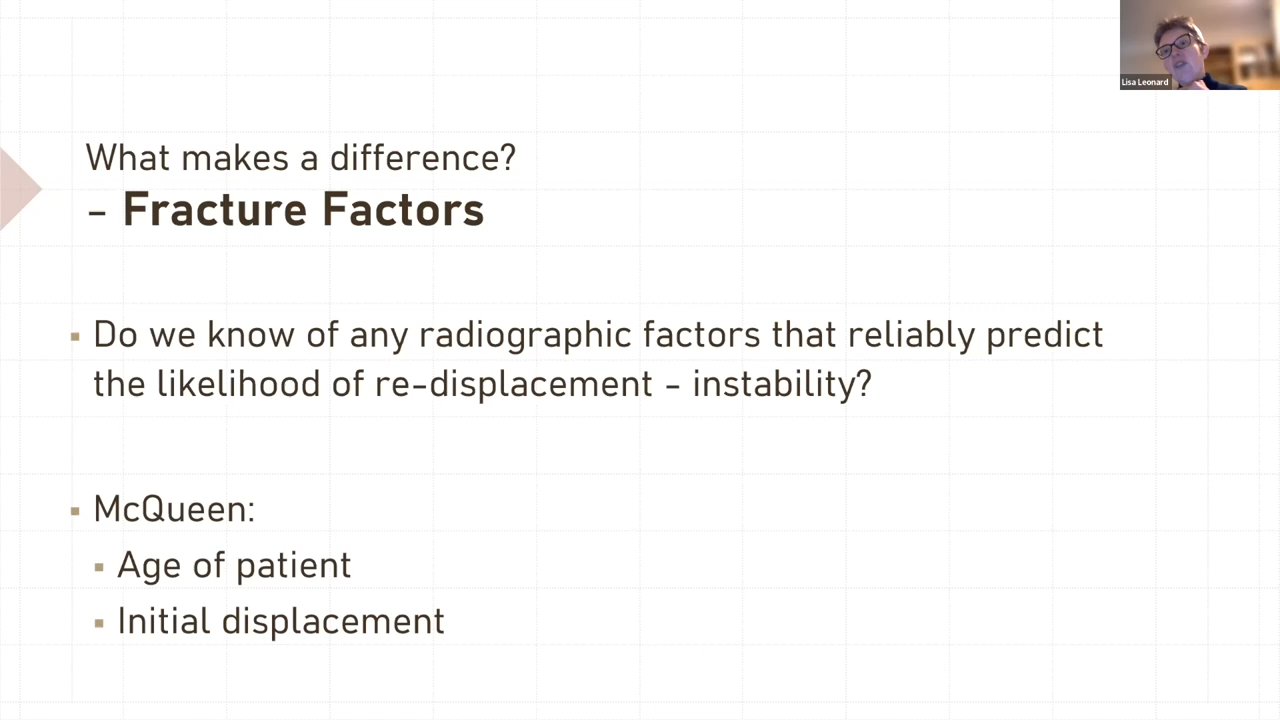 Lisa Leonard
What makes a difference?
- Fracture Factors
▪ Do we know of any radiographic factors that reliably predict
the likelihood of re-displacement - instability?
▪ McQueen:
▪ Age of patient
▪ Initial displacement